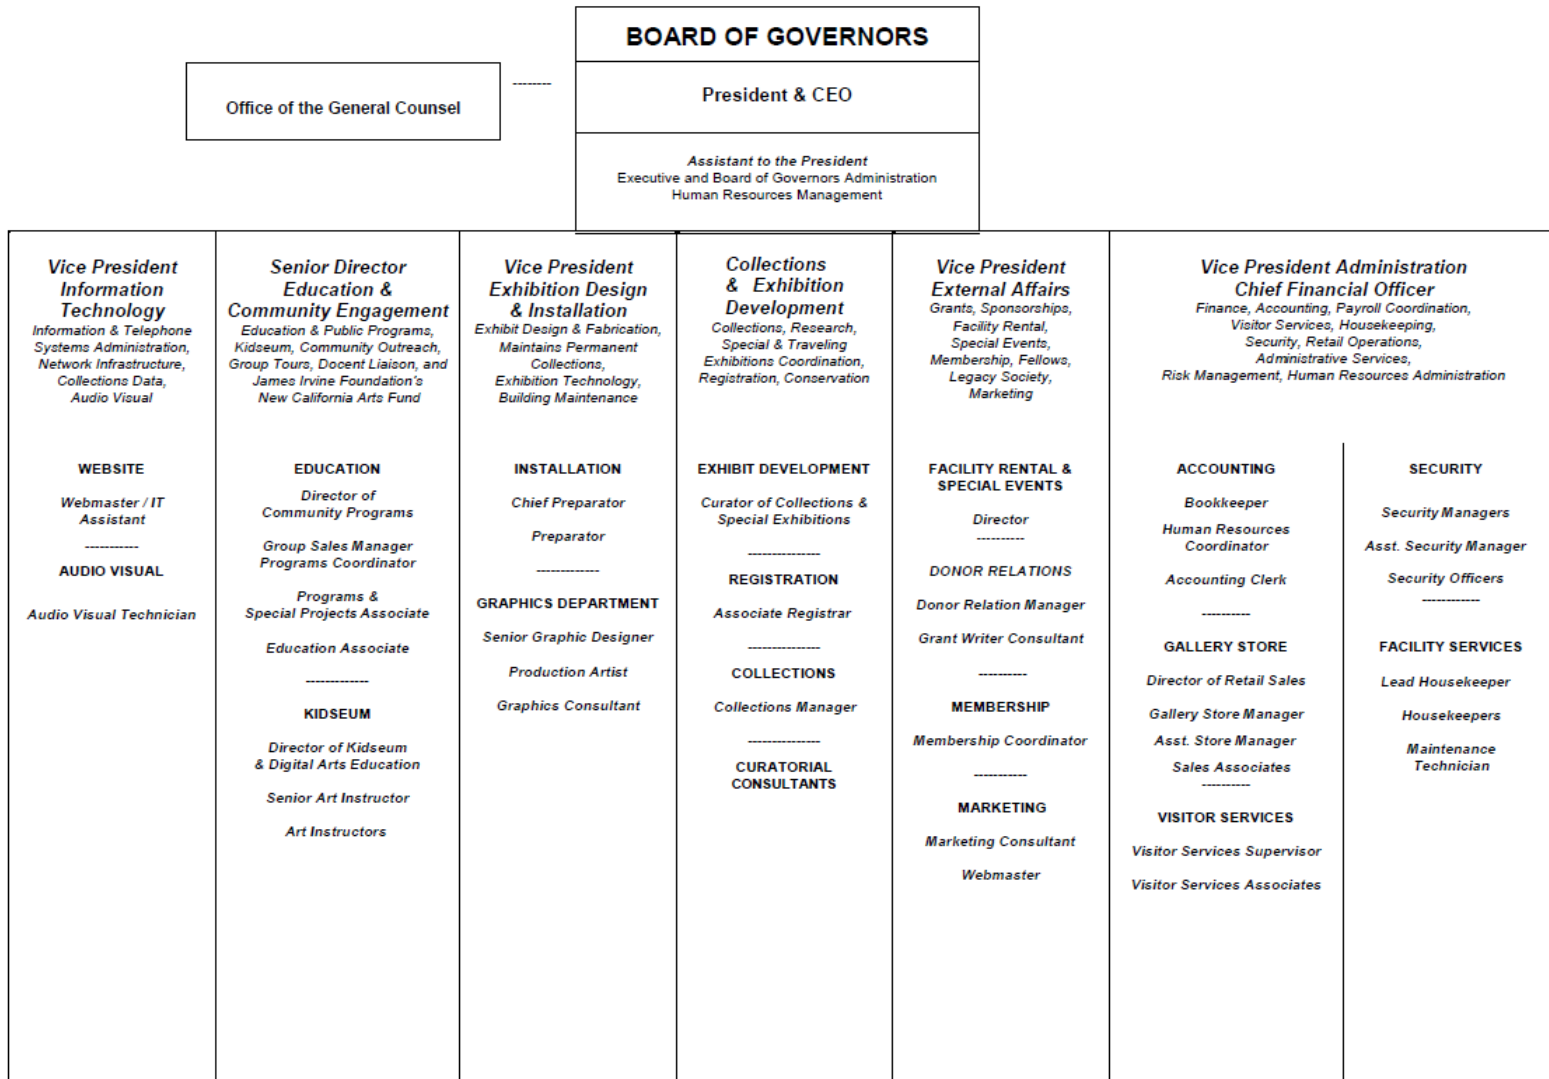 BOARD OF GOVERNORS
Office of the General Counsel
--------
President & CEO
Assistant to the President
Executive and Board of Governors Administration
Human Resources Management
Vice President
Information
Technology
Information & Telephone
Systems Administration,
Network Infrastructure,
Collections Data,
Audio Visual
WEBSITE
Webmaster / IT
Assistant
-----------
AUDIO VISUAL
Audio Visual Technician
Senior Director
Education &
Community Engagement
Education & Public Programs,
Kidseum, Community Outreach,
Group Tours, Docent Liaison, and
James Irvine Foundation's
New California Arts Fund
EDUCATION
Director of
Community Programs
Group Sales Manager
Programs Coordinator
Programs &
Special Projects Associate
Education Associate
-------------
KIDSEUM
Director of Kidseum
& Digital Arts Education
Senior Art Instructor
Art Instructors
Vice President
Exhibition Design
& Installation
Exhibit Design & Fabrication,
Maintains Permanent
Collections,
Exhibition Technology,
Building Maintenance
INSTALLATION
Chief Preparator
Preparator
-------------
GRAPHICS DEPARTMENT
Senior Graphic Designer
Production Artist
Graphics Consultant
Collections
& Exhibition
Development
Collections, Research,
Special & Traveling
Exhibitions Coordination,
Registration, Conservation
EXHIBIT DEVELOPMENT
Curator of Collections &
Special Exhibitions
---------------
REGISTRATION
Associate Registrar
---------------
COLLECTIONS
Collections Manager
---------------
CURATORIAL
CONSULTANTS
Vice President
External Affairs
Grants, Sponsorships,
Facility Rental,
Special Events,
Membership, Fellows,
Legacy Society,
Marketing
FACILITY RENTAL &
SPECIAL EVENTS
Director
----------
DONOR RELATIONS
Donor Relation Manager
Grant Writer Consultant
----------
MEMBERSHIP
Membership Coordinator
-----------
MARKETING
Marketing Consultant
Webmaster
Vice President Administration
Chief Financial Officer
Finance, Accounting, Payroll Coordination,
Visitor Services, Housekeeping,
Security, Retail Operations,
Administrative Services,
Risk Management, Human Resources Administration
ACCOUNTING
Bookkeeper
Human Resources
Coordinator
Accounting Clerk
----------
GALLERY STORE
Director of Retail Sales
Gallery Store Manager
Asst. Store Manager
Sales Associates
----------
VISITOR SERVICES
Visitor Services Supervisor
Visitor Services Associates
SECURITY
Security Managers
Asst. Security Manager
Security Officers
------------
FACILITY SERVICES
Lead Housekeeper
Housekeepers
Maintenance
Technician